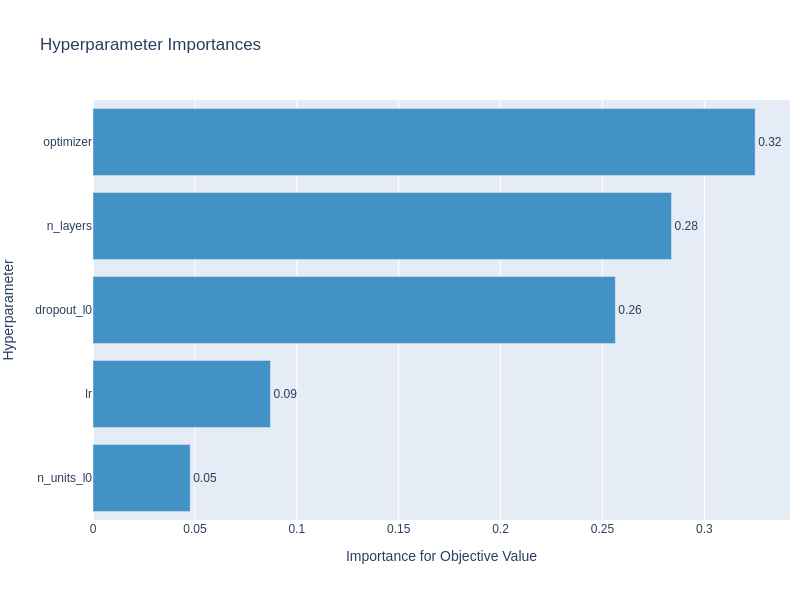 Hyperparameter Importances
Hyperparameter
optimizer
0.32
n_layers
0.28
dropout_l0
0.26
lr
0.09
n_units_l0
0.05
0
0.05
0.1
0.15
0.2
0.25
0.3
Importance for Objective Value